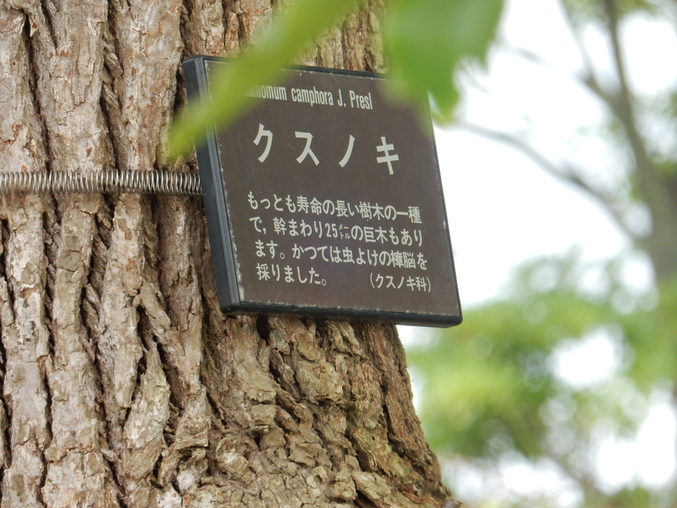 camphora J. Presl
クスノキ
もっとも寿命の長い樹木の一種
で，幹まわり25メートルの巨木もあり
ます。かつては虫よけの樟脳を
採りました。　（クスノキ科）